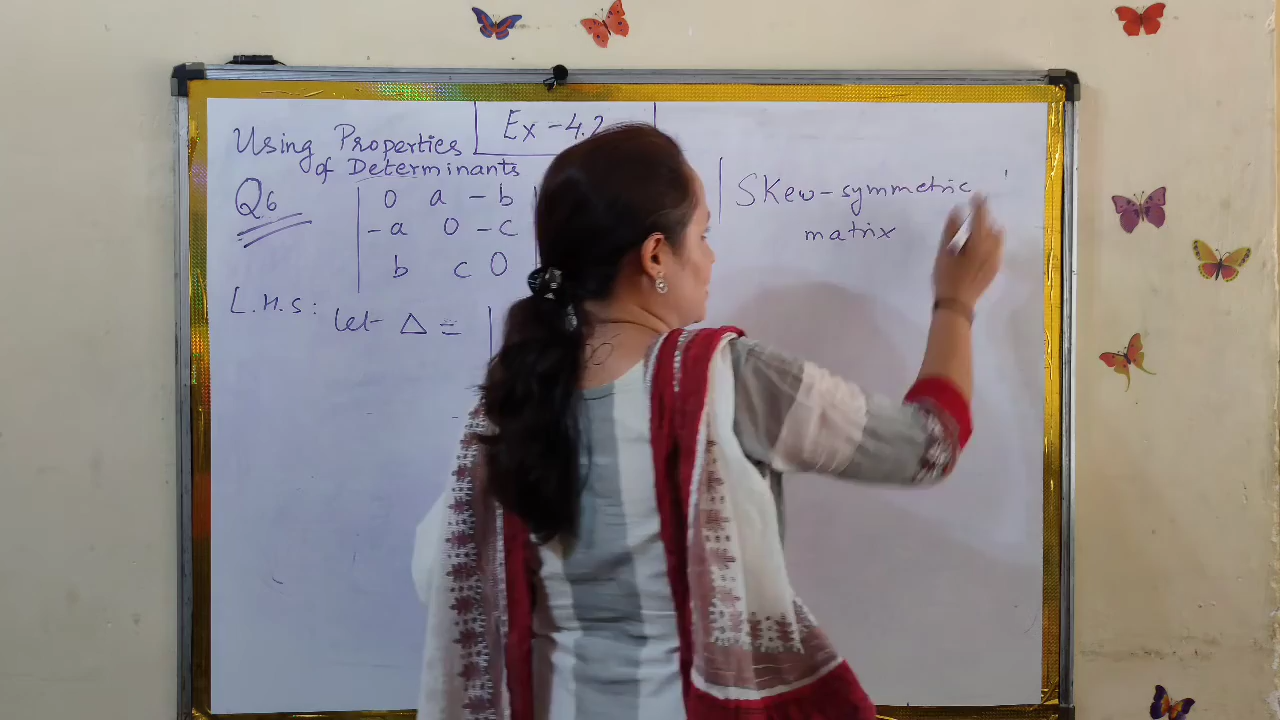 Ex-4.2
Using Properties
of Determinants
Q6
0 a -b
-a 0 -c
b c 0
L.H.S: let Δ =
Skew-symmetric
matrix